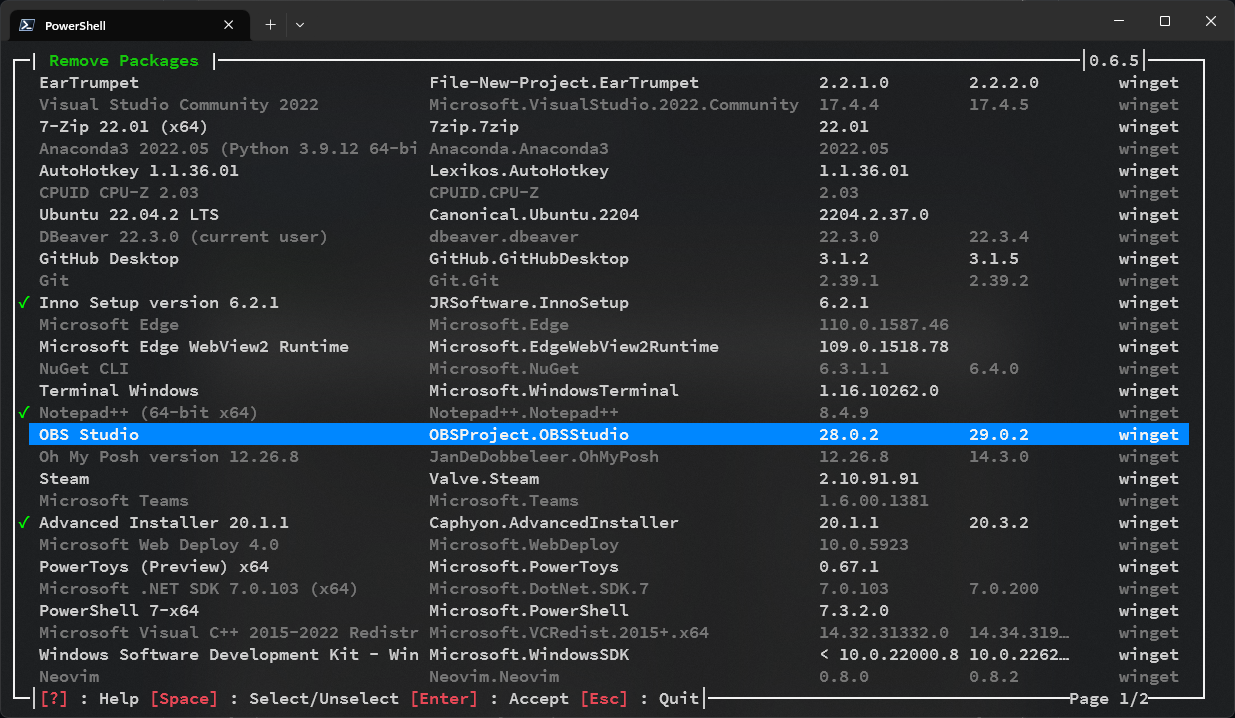 PowerShell
Remove Packages 0.6.5
EarTrumpet File-New-Project.EarTrumpet 2.2.1.0 2.2.2.0 winget
Visual Studio Community 2022 Microsoft.VisualStudio.2022.Community 17.4.4 17.4.5 winget
7-Zip 22.01 (x64) 7zip.7zip 22.01 winget
Anaconda3 2022.05 (Python 3.9.12 64-bi Anaconda.Anaconda3 2022.05 winget
AutoHotkey 1.1.36.01 Lexikos.AutoHotkey 1.1.36.01 winget
CPUID CPU-Z 2.03 CPUID.CPU-Z 2.03 winget
Ubuntu 22.04.2 LTS Canonical.Ubuntu.2204 2204.2.37.0 winget
DBeaver 22.3.0 (current user) dbeaver.dbeaver 22.3.0 22.3.4 winget
GitHub Desktop GitHub.GitHubDesktop 3.1.2 3.1.5 winget
Git Git.Git 2.39.1 2.39.2 winget
✓ Inno Setup version 6.2.1 JRSoftware.InnoSetup 6.2.1 winget
Microsoft Edge Microsoft.Edge 110.0.1587.46 winget
Microsoft Edge WebView2 Runtime Microsoft.EdgeWebView2Runtime 109.0.1518.78 winget
NuGet CLI Microsoft.NuGet 6.3.1.1 6.4.0 winget
Terminal Windows Microsoft.WindowsTerminal 1.16.10262.0 winget
✓ Notepad++ (64-bit x64) Notepad++.Notepad++ 8.4.9 winget
OBS Studio OBSProject.OBSStudio 28.0.2 29.0.2 winget
Oh My Posh version 12.26.8 JanDeDobbeleer.OhMyPosh 12.26.8 14.3.0 winget
Steam Valve.Steam 2.10.91.91 winget
Microsoft Teams Microsoft.Teams 1.6.00.1381 winget
✓ Advanced Installer 20.1.1 Caphyon.AdvancedInstaller 20.1.1 20.3.2 winget
Microsoft Web Deploy 4.0 Microsoft.WebDeploy 10.0.5923 winget
PowerToys (Preview) x64 Microsoft.PowerToys 0.67.1 winget
Microsoft .NET SDK 7.0.103 (x64) Microsoft.DotNet.SDK.7 7.0.103 7.0.200 winget
PowerShell 7-x64 Microsoft.PowerShell 7.3.2.0 winget
Microsoft Visual C++ 2015-2022 Redistr Microsoft.VCRedist.2015+.x64 14.32.31332.0 14.34.319… winget
Windows Software Development Kit - Win Microsoft.WindowsSDK < 10.0.22000.8 10.0.2262… winget
Neovim Neovim.Neovim 0.8.0 0.8.2 winget
[?] : Help [Space] : Select/Unselect [Enter] : Accept [Esc] : Quit Page 1/2